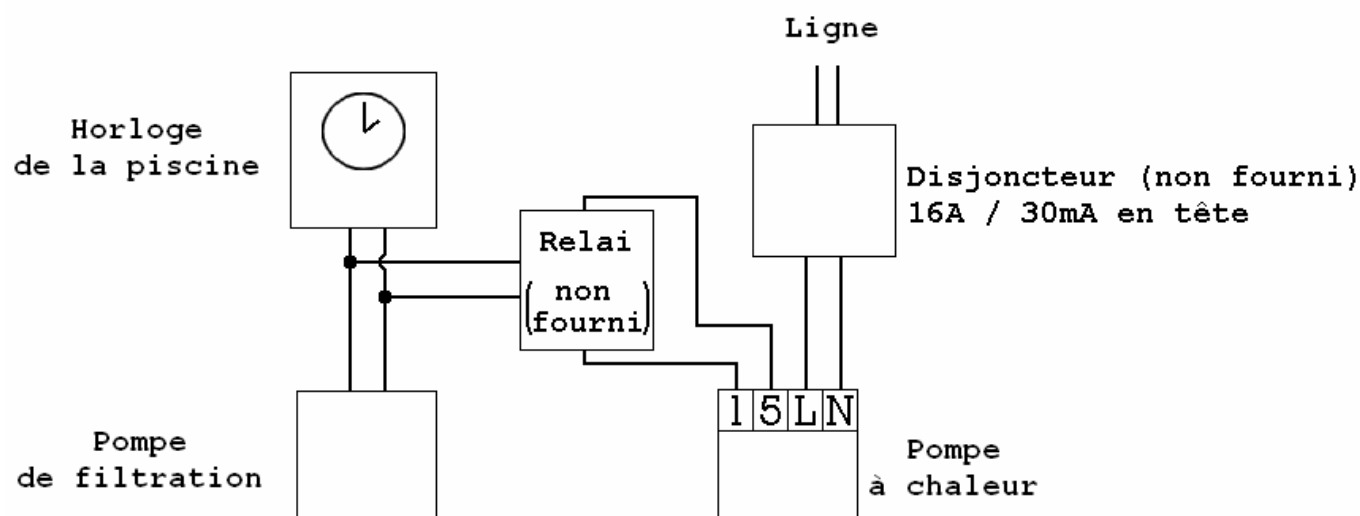 Ligne
Horloge
de la piscine
Disjoncteur (non fourni)
16A / 30mA en tête
Relai
(non
fourni)
1 5 L N
Pompe
de filtration
Pompe
à chaleur